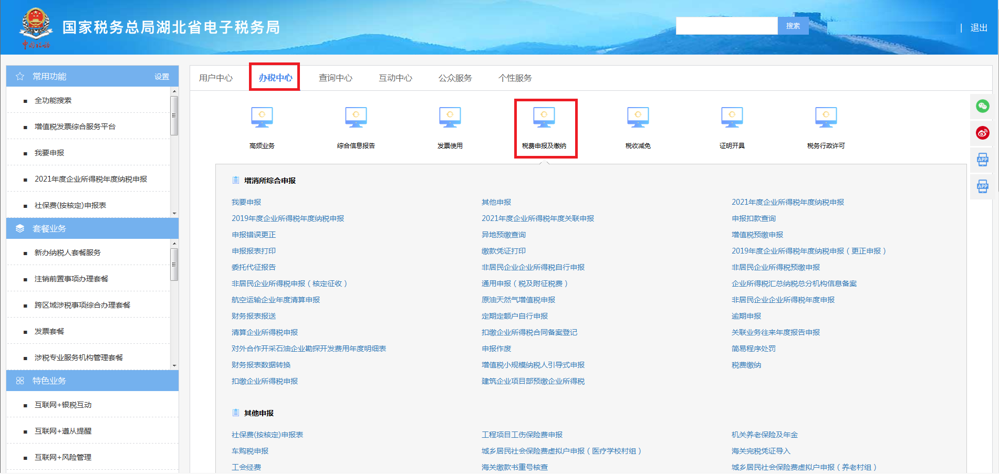 国家税务总局湖北省电子税务局
中国税务
搜索
| 退出
常用功能 设置
全功能搜索
增值税发票综合服务平台
我要申报
2021年度企业所得税年度纳税申报
社保费(按核定)申报表
套餐业务
新办纳税人套餐服务
注销前置事项办理套餐
跨区域涉税事项综合办理套餐
发票套餐
涉税专业服务机构管理套餐
特色业务
互联网+银税互动
互联网+遵从提醒
互联网+风险管理
用户中心 办税中心 查询中心 互动中心 公众服务 个性服务
高频业务 综合信息报告 发票使用 税费申报及缴纳 税收减免 证明开具 税务行政许可
增消所综合申报
我要申报 其他申报 2021年度企业所得税年度纳税申报
2019年度企业所得税年度纳税申报 2021年度企业所得税年度关联申报 申报扣款查询
申报错误更正 异地预缴查询 增值税预缴申报
申报报表打印 缴款凭证打印 2019年度企业所得税年度纳税申报（更正申报）
委托代征报告 非居民企业企业所得税自行申报 非居民企业所得税预缴申报
非居民企业所得税申报（核定征收） 通用申报（税及附征税费） 企业所得税汇总纳税总分机构信息备案
航空运输企业年度清算申报 原油天然气增值税申报 非居民企业企业所得税年度申报
财务报表报送 定期定额户自行申报 逾期申报
清算企业所得税申报 扣缴企业所得税合同备案登记 关联业务往来年度报告申报
对外合作开采石油企业勘探开发费用年度明细表 申报作废 简易程序处罚
财务报表数据转换 增值税小规模纳税人引导式申报 税费缴纳
扣缴企业所得税申报 建筑企业项目部预缴企业所得税
其他申报
社保费(按核定)申报表 工程项目工伤保险费申报 机关养老保险及年金
车购税申报 城乡居民社会保险费虚拟户申报（医疗学校村组） 海关完税凭证导入
工会经费 海关缴款书重号核查 城乡居民社会保险费虚拟户申报（养老村组）
APP
APP